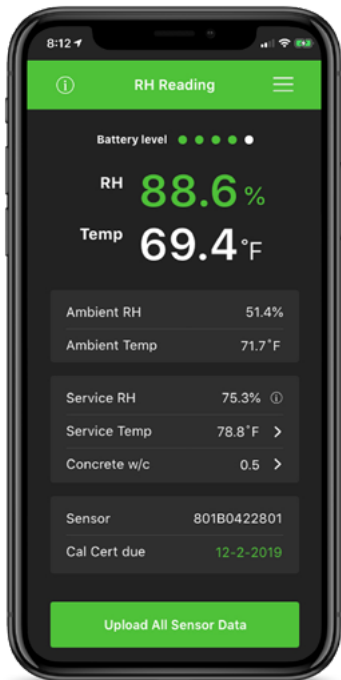 8:12
RH Reading
Battery level
RH 88.6%
Temp 69.4°F
Ambient RH 51.4%
Ambient Temp 71.7°F
Service RH 75.3%
Service Temp 78.8°F
Concrete w/c 0.5
Sensor 801B0422801
Cal Cert due 12-2-2019
Upload All Sensor Data